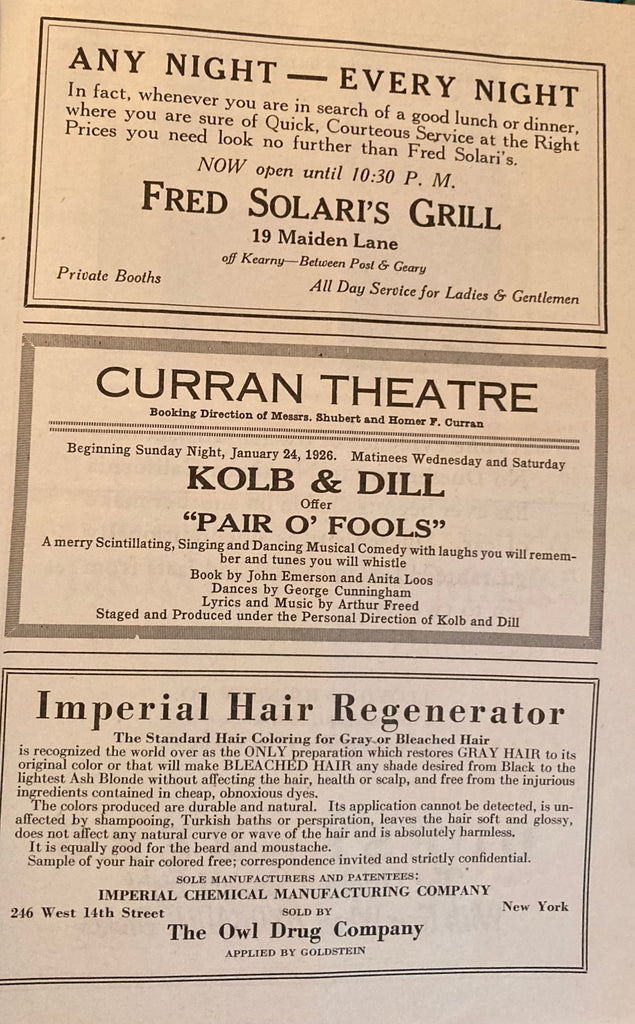 ANY NIGHT — EVERY NIGHT
In fact, whenever you are in search of a good lunch or dinner,
where you are sure of Quick, Courteous Service at the Right
Prices you need look no further than Fred Solari's.
NOW open until 10:30 P. M.
FRED SOLARI'S GRILL
19 Maiden Lane
off Kearny—Between Post & Geary
Private Booths
All Day Service for Ladies & Gentlemen
CURRAN THEATRE
Booking Direction of Messrs. Shubert and Homer F. Curran
Beginning Sunday Night, January 24, 1926. Matinees Wednesday and Saturday
KOLB & DILL
Offer
"PAIR O' FOOLS"
A merry Scintillating, Singing and Dancing Musical Comedy with laughs you will remem-
ber and tunes you will whistle
Book by John Emerson and Anita Loos
Dances by George Cunningham
Lyrics and Music by Arthur Freed
Staged and Produced under the Personal Direction of Kolb and Dill
Imperial Hair Regenerator
The Standard Hair Coloring for Gray or Bleached Hair
is recognized the world over as the ONLY preparation which restores GRAY HAIR to its
original color or that will make BLEACHED HAIR any shade desired from Black to the
lightest Ash Blonde without affecting the hair, health or scalp, and free from the injurious
ingredients contained in cheap, obnoxious dyes.
The colors produced are durable and natural. Its application cannot be detected, is un-
affected by shampooing, Turkish baths or perspiration, leaves the hair soft and glossy,
does not affect any natural curve or wave of the hair and is absolutely harmless.
It is equally good for the beard and moustache.
Sample of your hair colored free; correspondence invited and strictly confidential.
SOLE MANUFACTURERS AND PATENTEES:
IMPERIAL CHEMICAL MANUFACTURING COMPANY
246 West 14th Street SOLD BY New York
The Owl Drug Company
APPLIED BY GOLDSTEIN